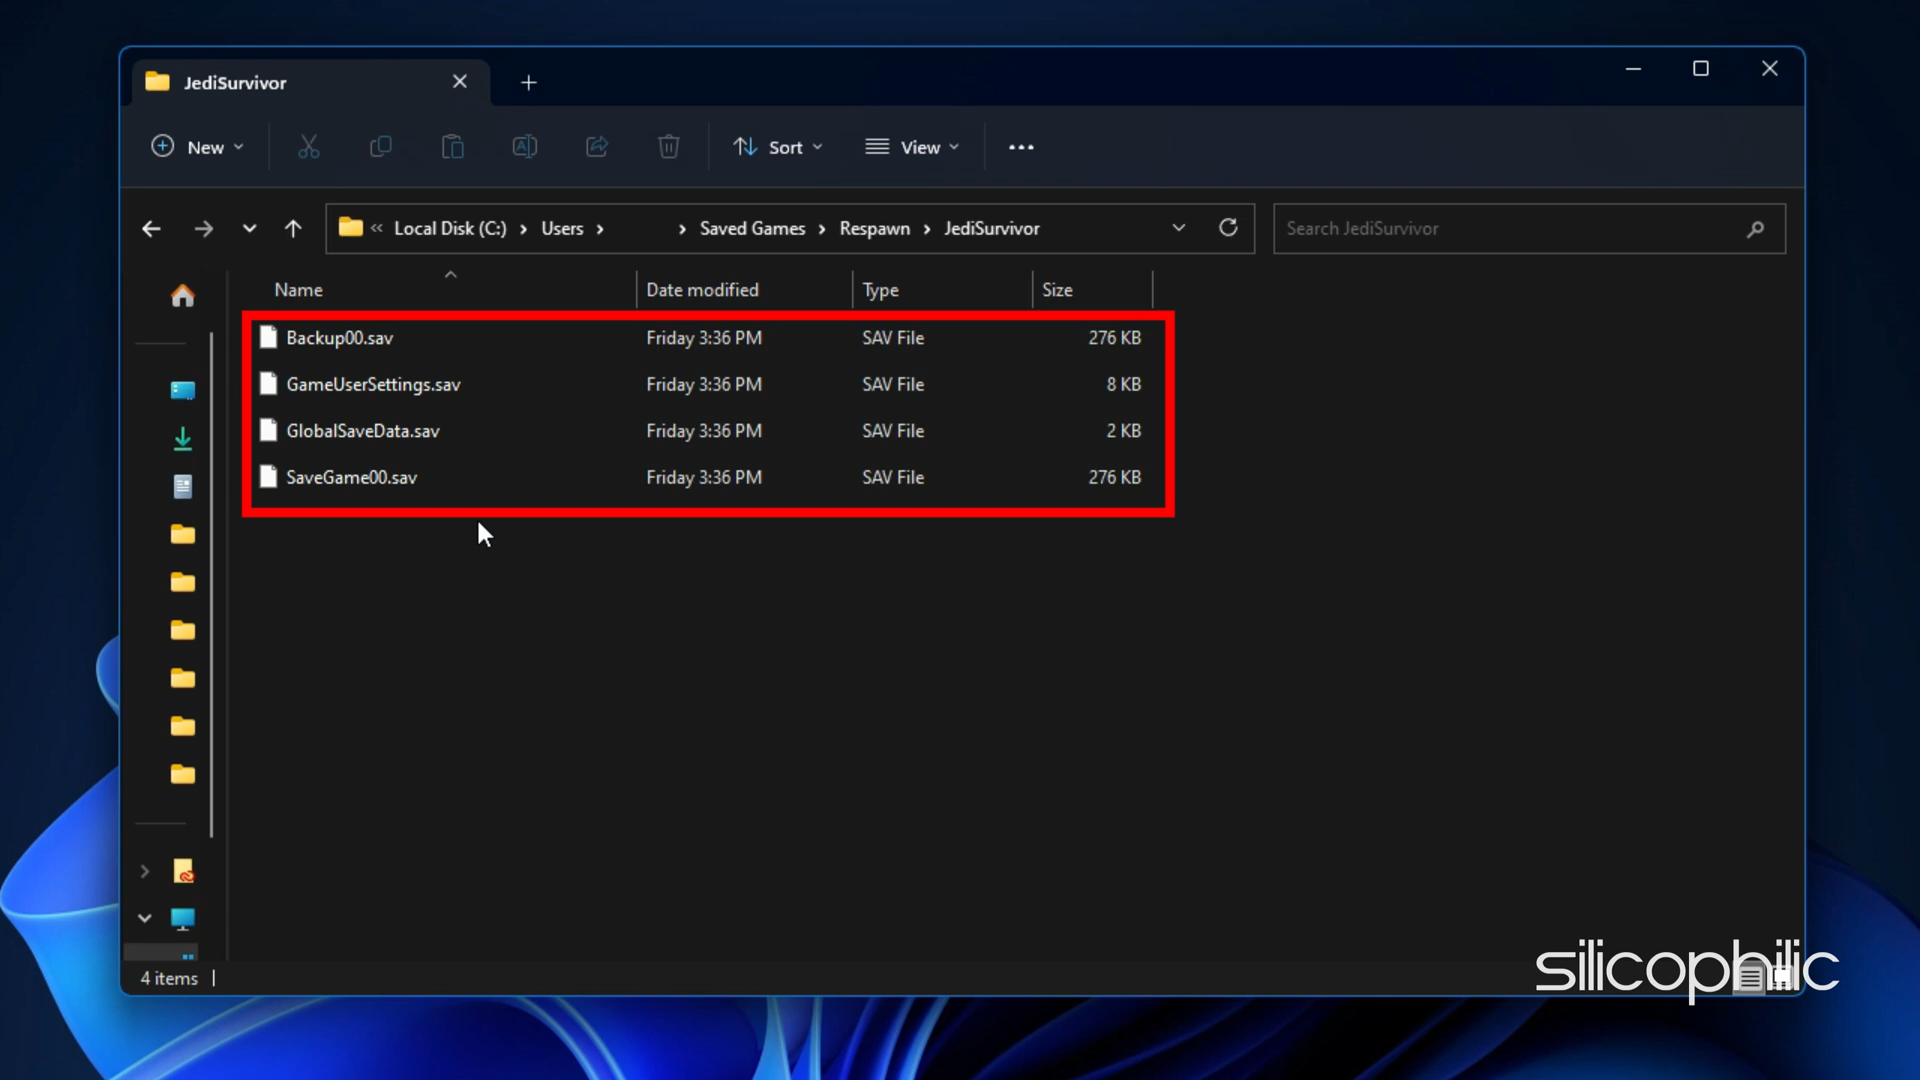 JediSurvivor
New
Sort
View
Local Disk (C:) Users Saved Games Respawn JediSurvivor
Search JediSurvivor
Name Date modified Type Size
Backup00.sav Friday 3:36 PM SAV File 276 KB
GameUserSettings.sav Friday 3:36 PM SAV File 8 KB
GlobalSaveData.sav Friday 3:36 PM SAV File 2 KB
SaveGame00.sav Friday 3:36 PM SAV File 276 KB
4 items
silicophilic